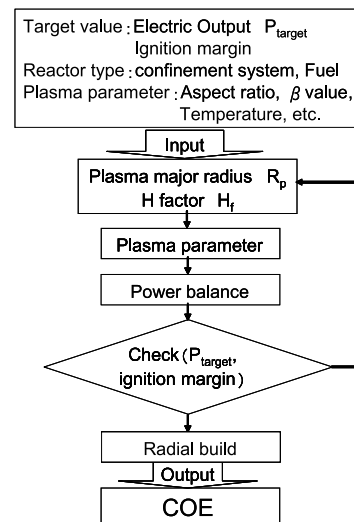 Target value : Electric Output P_target
Ignition margin
Reactor type : confinement system, Fuel
Plasma parameter : Aspect ratio, β value,
Temperature, etc.
Input
Plasma major radius R_p
H factor H_f
Plasma parameter
Power balance
Check (P_target,
ignition margin)
Radial build
Output
COE